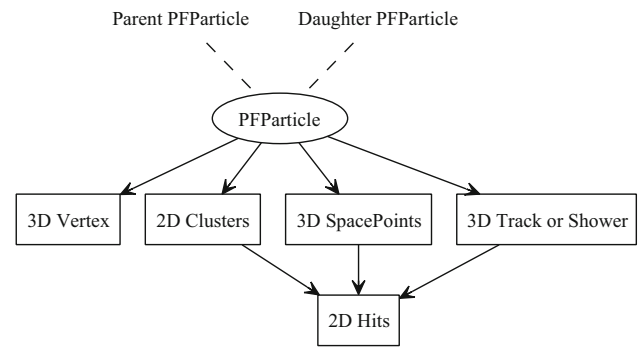 Parent PFParticle Daughter PFParticle
PFParticle
3D Vertex 2D Clusters 3D SpacePoints 3D Track or Shower
2D Hits